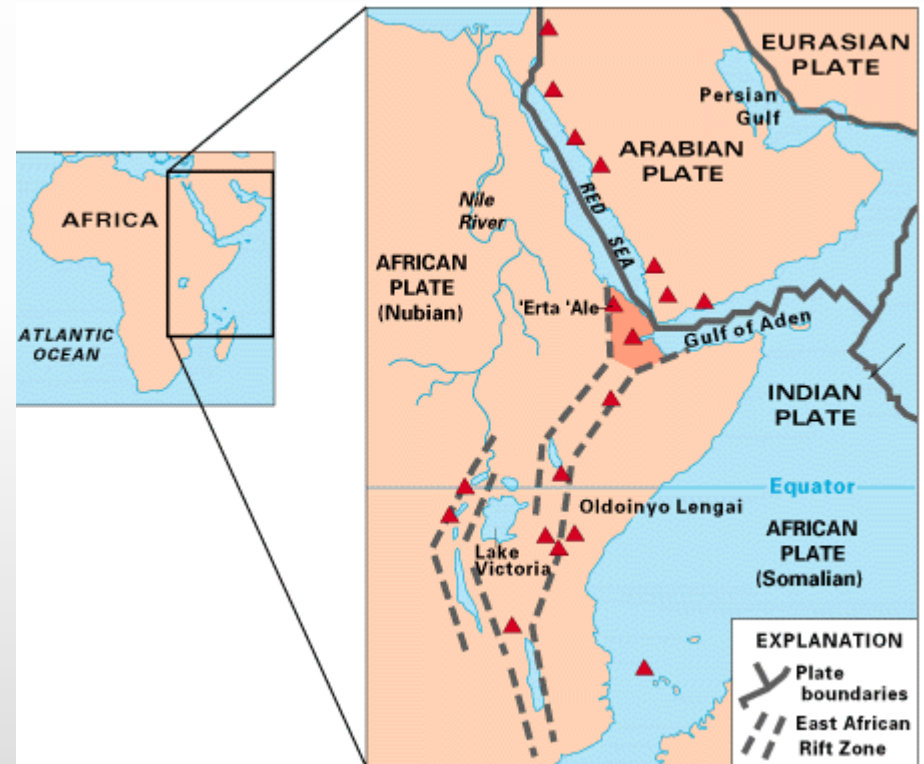 AFRICA
ATLANTIC
OCEAN
EURASIAN
PLATE
Persian
Gulf
ARABIAN
PLATE
Nile
River
RED SEA
AFRICAN
PLATE
(Nubian)
'Erta 'Ale
Gulf of Aden
INDIAN
PLATE
Equator
Oldoinyo Lengai
Lake
Victoria
AFRICAN
PLATE
(Somalian)
EXPLANATION
Plate
boundaries
East African
Rift Zone